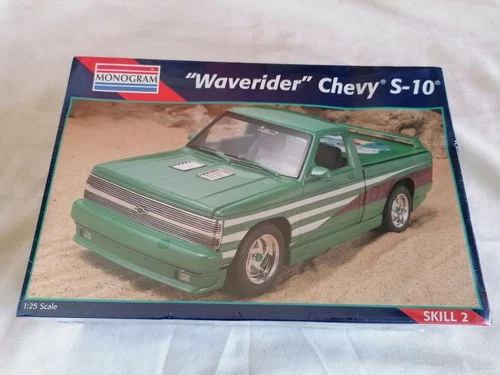 MONOGRAM
"Waverider" Chevy® S-10®
1:25 Scale
SKILL 2